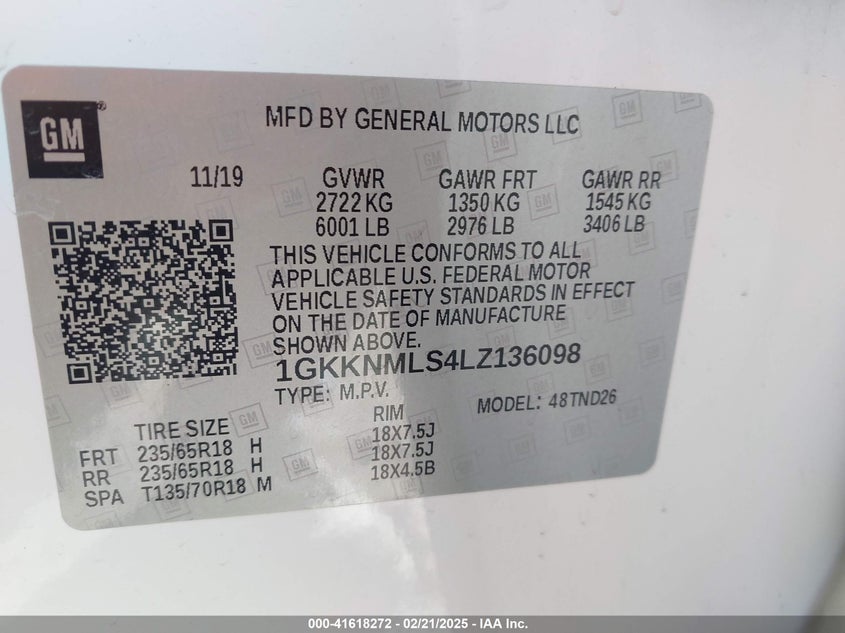 GM ®
MFD BY GENERAL MOTORS LLC
11/19 GVWR GAWR FRT GAWR RR
2722 KG 1350 KG 1545 KG
6001 LB 2976 LB 3406 LB
THIS VEHICLE CONFORMS TO ALL
APPLICABLE U.S. FEDERAL MOTOR
VEHICLE SAFETY STANDARDS IN EFFECT
ON THE DATE OF MANUFACTURE
SHOWN ABOVE.
1GKKNMLS4LZ136098
TYPE: M.P.V. MODEL: 48TND26
TIRE SIZE RIM
FRT 235/65R18 H 18X7.5J
RR 235/65R18 H 18X7.5J
SPA T135/70R18 M 18X4.5B
000-41618272 — 02/21/2025 — IAA Inc.